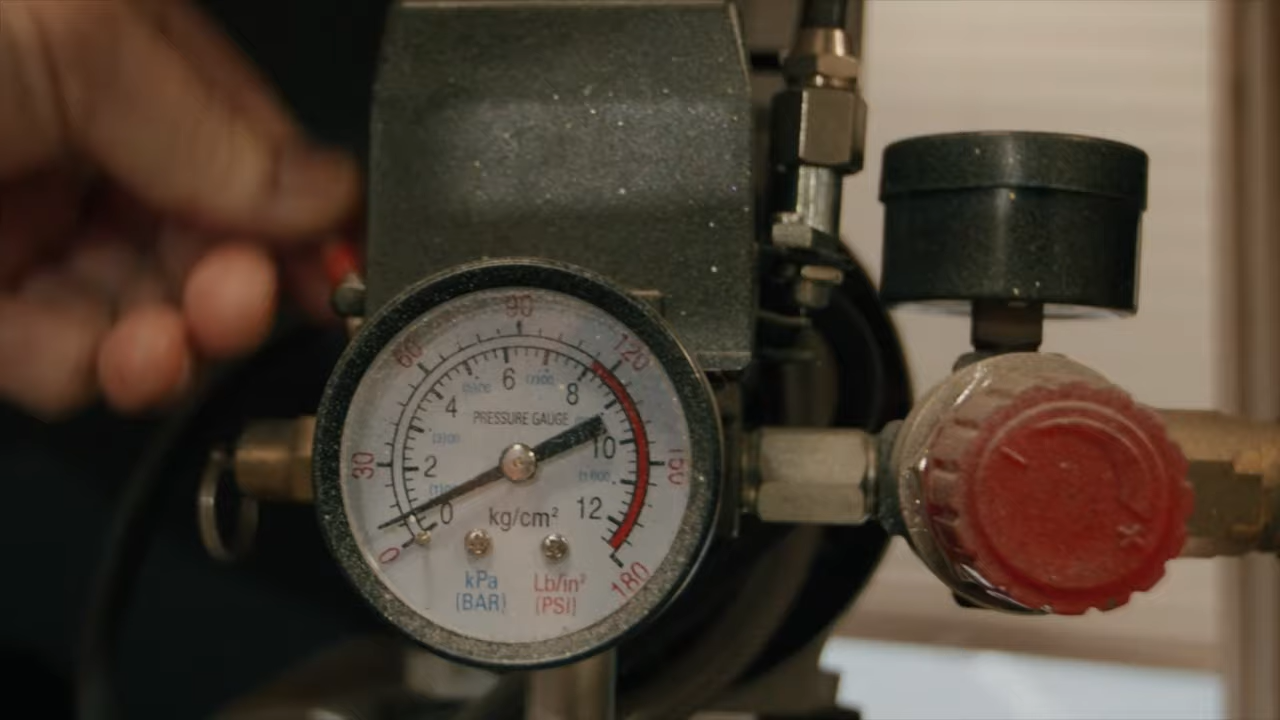 90
60
120
6
8
4
PRESSURE GAUGE
10
30
2
150
0
kg/cm²
12
0
kPa
Lb/in²
180
(BAR)
(PSI)